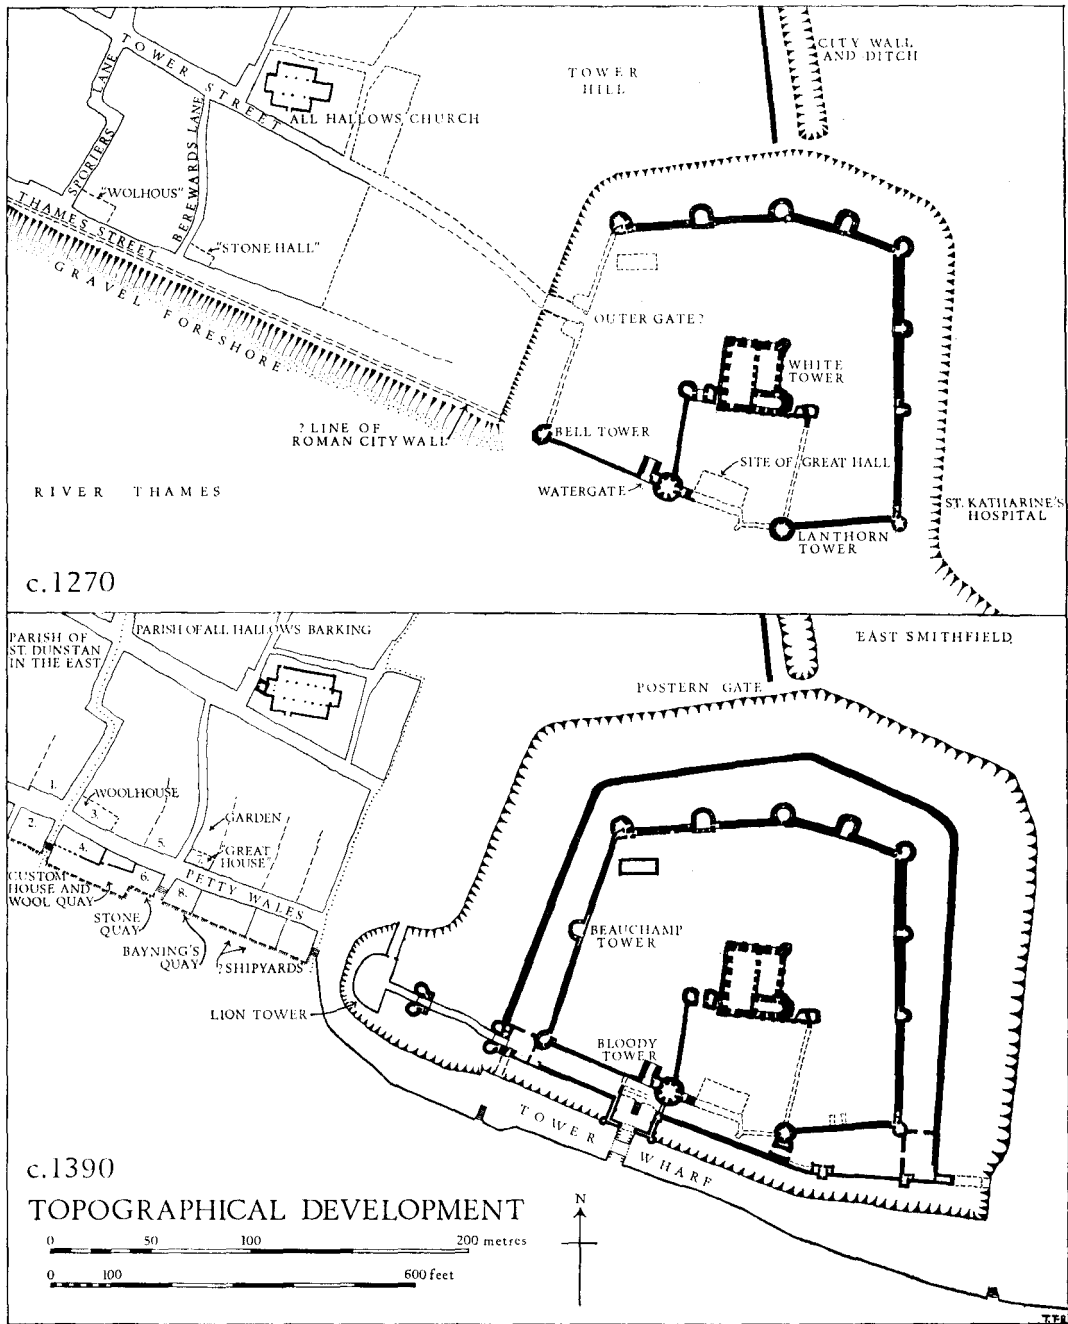 CITY WALL
AND DITCH
TOWER
HILL
TOWER STREET
LANE
SPORIERS
ALL HALLOWS CHURCH
BEREWARDS LANE
"WOLHOUS"
THAMES STREET
"STONE HALL"
GRAVEL FORESHORE
OUTER GATE?
WHITE
TOWER
? LINE OF
ROMAN CITY WALL
BELL TOWER
SITE OF GREAT HALL
WATERGATE
RIVER THAMES
ST. KATHARINE'S
HOSPITAL
LANTHORN
TOWER
c.1270
PARISH OF
ST. DUNSTAN
IN THE EAST
PARISH OF ALL HALLOWS BARKING
EAST SMITHFIELD
POSTERN GATE
1.
WOOLHOUSE
3.
2.
GARDEN
4.
5.
"GREAT
HOUSE"
7.
6.
8.
PETTY WALES
CUSTOM
HOUSE AND
WOOL QUAY
STONE
QUAY
BAYNING'S
QUAY
? SHIPYARDS
BEAUCHAMP
TOWER
LION TOWER
BLOODY
TOWER
TOWER WHARF
c.1390
TOPOGRAPHICAL DEVELOPMENT
0 50 100 200 metres
0 100 600 feet
N
T.T.B.